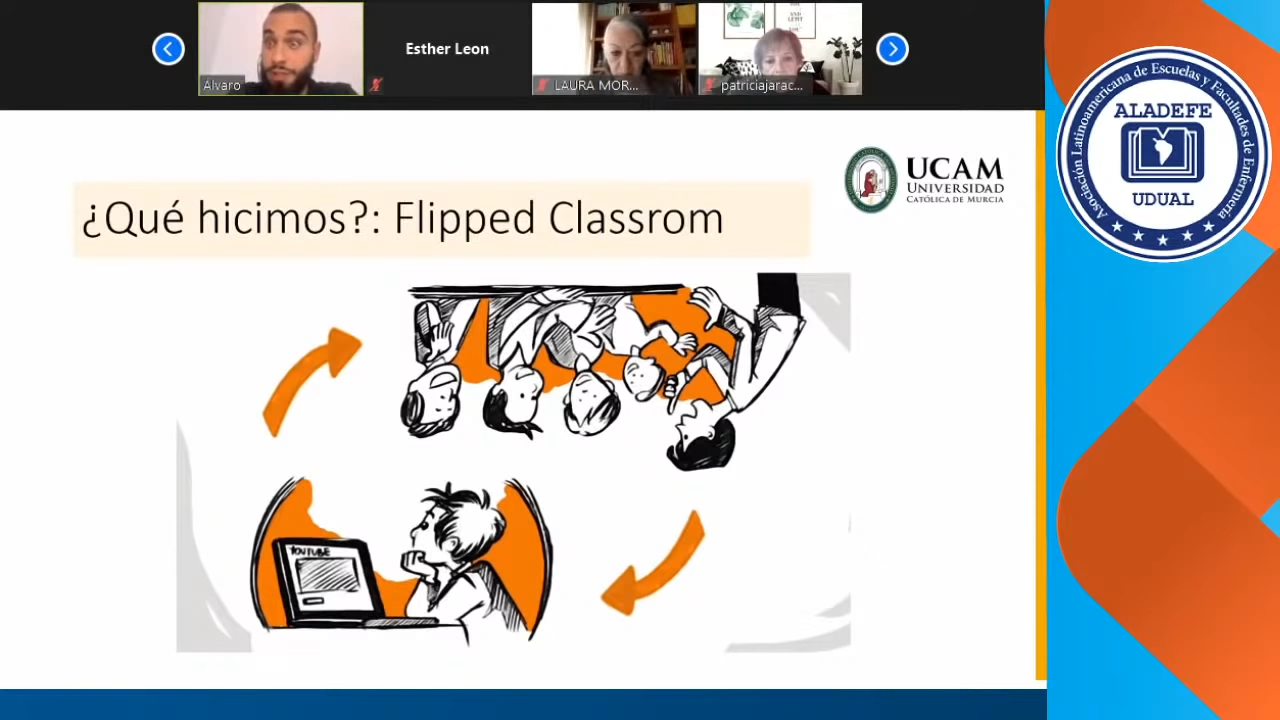 Alvaro
Esther Leon
LAURA MOR...
patriciajarac...
¿Qué hicimos?: Flipped Classrom
UCAM
UNIVERSIDAD
CATÓLICA DE MURCIA
YOUTUBE
Asociación Latinoamericana de Escuelas y Facultades de Enfermería
ALADEFE
UDUAL